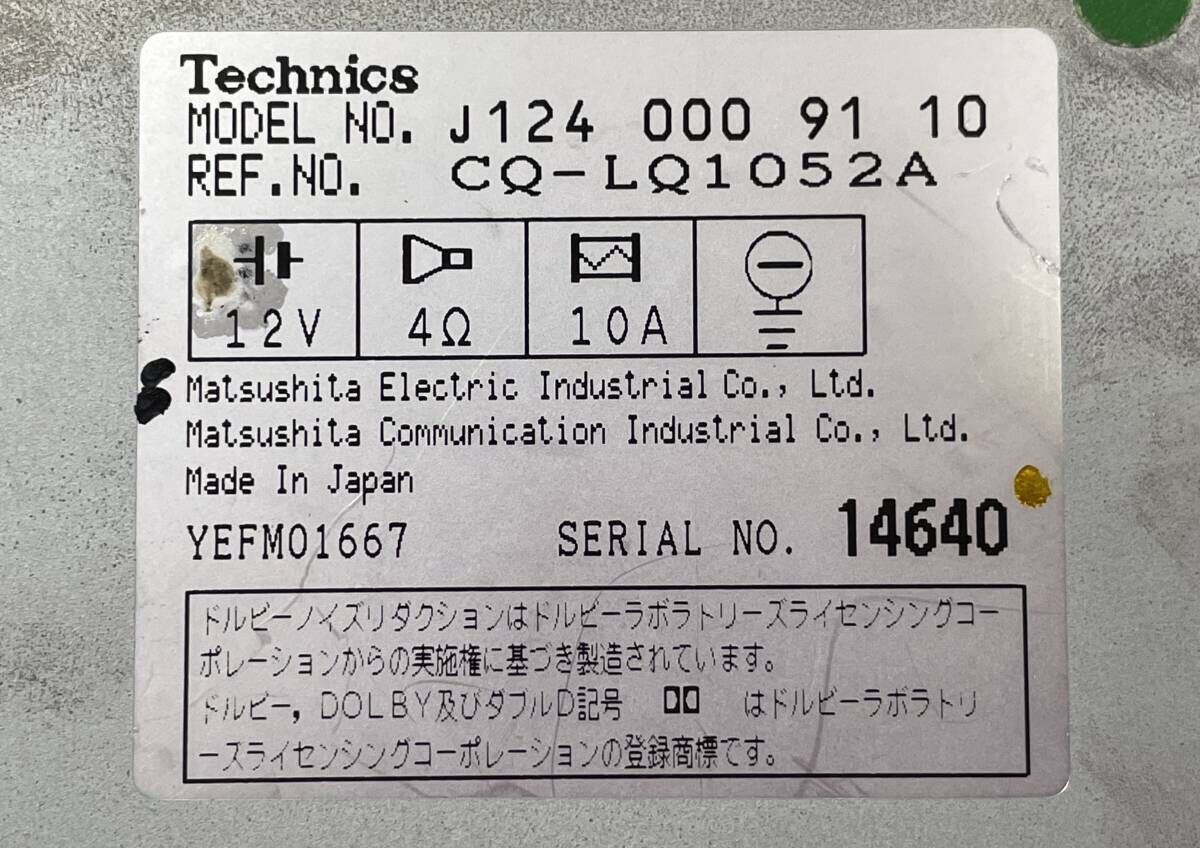 Technics
MODEL NO. J124 000 91 10
REF.NO. CQ-LQ1052A
12V 4Ω 10A
Matsushita Electric Industrial Co., Ltd.
Matsushita Communication Industrial Co., Ltd.
Made In Japan
YEFM01667 SERIAL NO. 14640
ドルビーノイズリダクションはドルビーラボラトリーズライセンシングコー
ポレーションからの実施権に基づき製造されています。
ドルビー, DOLBY及びダブルD記号 はドルビーラボラトリ
ーズライセンシングコーポレーションの登録商標です。